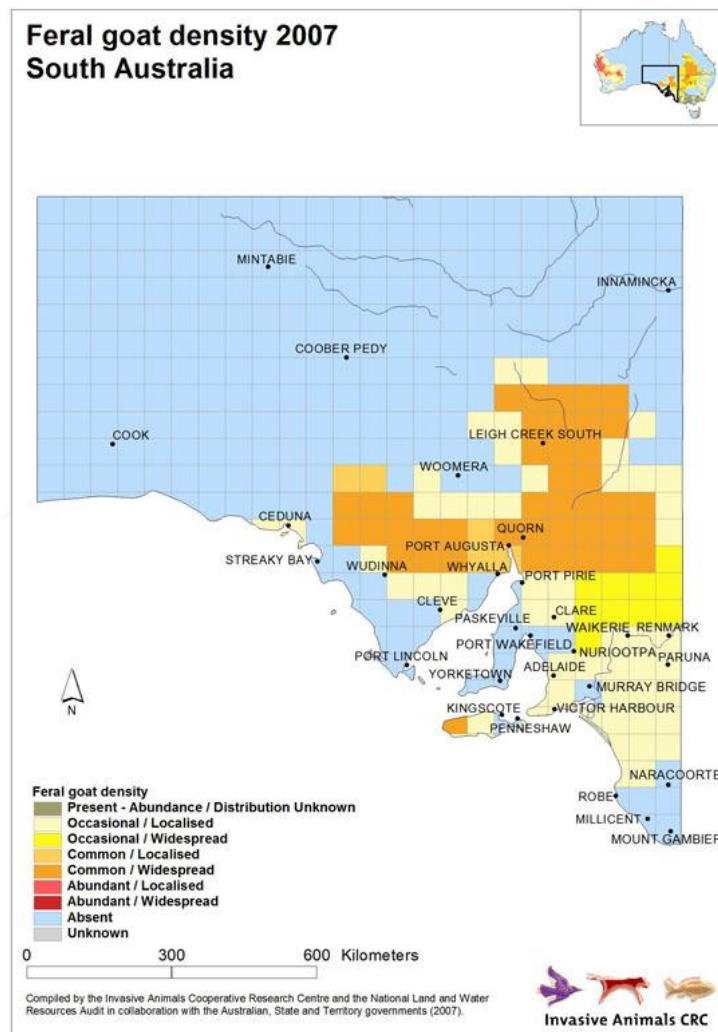 Feral goat density 2007
South Australia
MINTABIE
INNAMINCKA
COOBER PEDY
COOK
LEIGH CREEK SOUTH
WOOMERA
CEDUNA
QUORN
PORT AUGUSTA
STREAKY BAY
WUDINNA
WHYALLA
PORT PIRIE
CLEVE
PASKEVILLE
CLARE
WAIKERIE
RENMARK
PORT WAKEFIELD
NURIOOTPA
PORT LINCOLN
ADELAIDE
PARUNA
YORKETOWN
MURRAY BRIDGE
KINGSCOTE
VICTOR HARBOUR
PENNESHAW
N
NARACOORTE
ROBE
MILLICENT
MOUNT GAMBIER
Feral goat density
Present - Abundance / Distribution Unknown
Occasional / Localised
Occasional / Widespread
Common / Localised
Common / Widespread
Abundant / Localised
Abundant / Widespread
Absent
Unknown
0 300 600 Kilometers
Compiled by the Invasive Animals Cooperative Research Centre and the National Land and Water
Resources Audit in collaboration with the Australian, State and Territory governments (2007).
Invasive Animals CRC